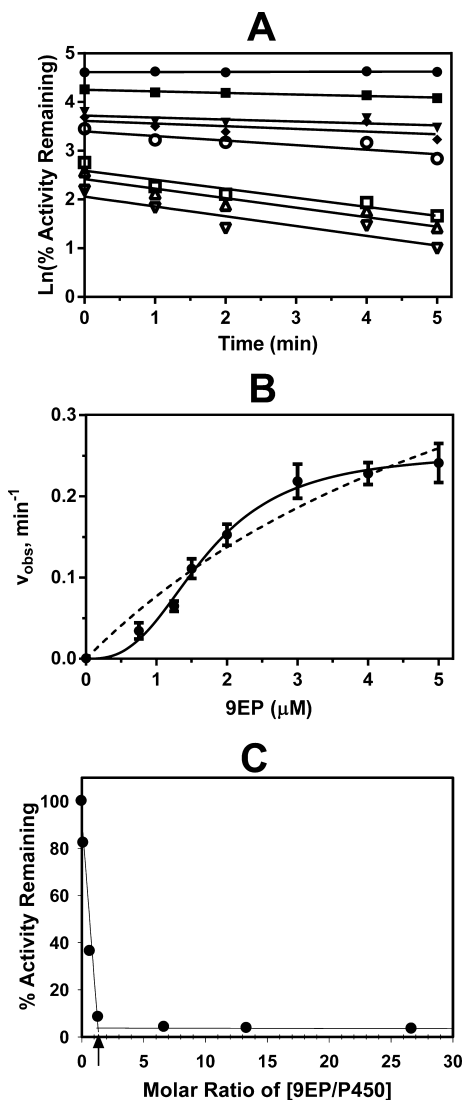 A
5
4
3
2
1
0
Ln(% Activity Remaining)
0 1 2 3 4 5
Time (min)
B
0.3
0.2
0.1
0.0
v_obs, min⁻¹
0 1 2 3 4 5
9EP (μM)
C
100
80
60
40
20
0
% Activity Remaining
0 5 10 15 20 25 30
Molar Ratio of [9EP/P450]